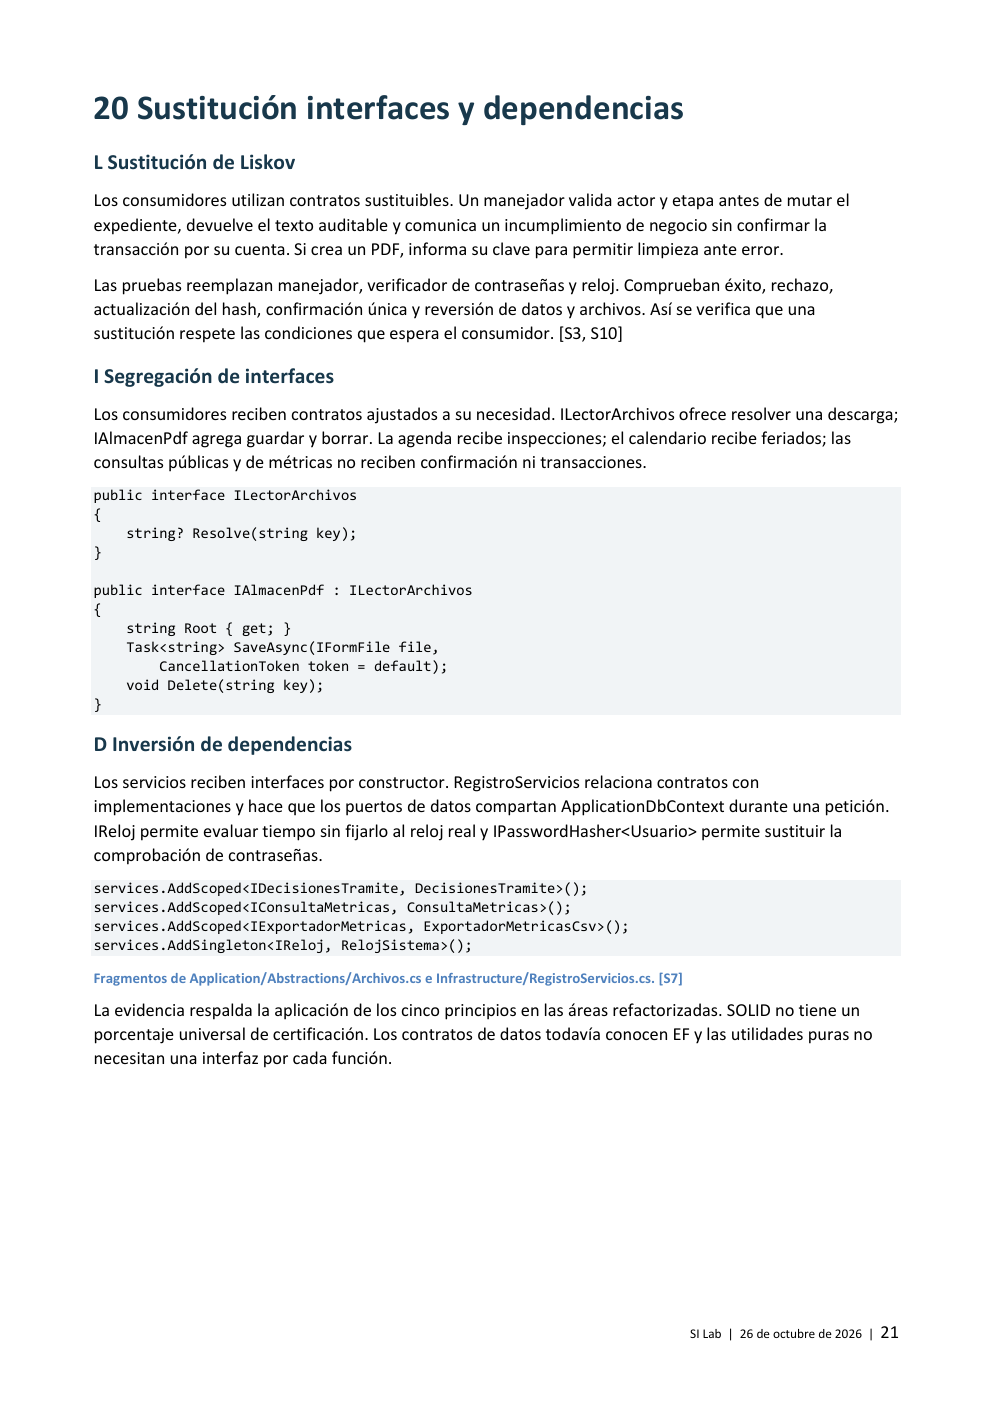 20 Sustitución interfaces y dependencias
L Sustitución de Liskov
Los consumidores utilizan contratos sustituibles. Un manejador valida actor y etapa antes de mutar el
expediente, devuelve el texto auditable y comunica un incumplimiento de negocio sin confirmar la
transacción por su cuenta. Si crea un PDF, informa su clave para permitir limpieza ante error.
Las pruebas reemplazan manejador, verificador de contraseñas y reloj. Comprueban éxito, rechazo,
actualización del hash, confirmación única y reversión de datos y archivos. Así se verifica que una
sustitución respete las condiciones que espera el consumidor. [S3, S10]
I Segregación de interfaces
Los consumidores reciben contratos ajustados a su necesidad. ILectorArchivos ofrece resolver una descarga;
IAlmacenPdf agrega guardar y borrar. La agenda recibe inspecciones; el calendario recibe feriados; las
consultas públicas y de métricas no reciben confirmación ni transacciones.
public interface ILectorArchivos
{
    string? Resolve(string key);
}
public interface IAlmacenPdf : ILectorArchivos
{
    string Root { get; }
    Task<string> SaveAsync(IFormFile file,
        CancellationToken token = default);
    void Delete(string key);
}
D Inversión de dependencias
Los servicios reciben interfaces por constructor. RegistroServicios relaciona contratos con
implementaciones y hace que los puertos de datos compartan ApplicationDbContext durante una petición.
IReloj permite evaluar tiempo sin fijarlo al reloj real y IPasswordHasher<Usuario> permite sustituir la
comprobación de contraseñas.
services.AddScoped<IDecisionesTramite, DecisionesTramite>();
services.AddScoped<IConsultaMetricas, ConsultaMetricas>();
services.AddScoped<IExportadorMetricas, ExportadorMetricasCsv>();
services.AddSingleton<IReloj, RelojSistema>();
Fragmentos de Application/Abstractions/Archivos.cs e Infrastructure/RegistroServicios.cs. [S7]
La evidencia respalda la aplicación de los cinco principios en las áreas refactorizadas. SOLID no tiene un
porcentaje universal de certificación. Los contratos de datos todavía conocen EF y las utilidades puras no
necesitan una interfaz por cada función.
SI Lab | 26 de octubre de 2026 | 21